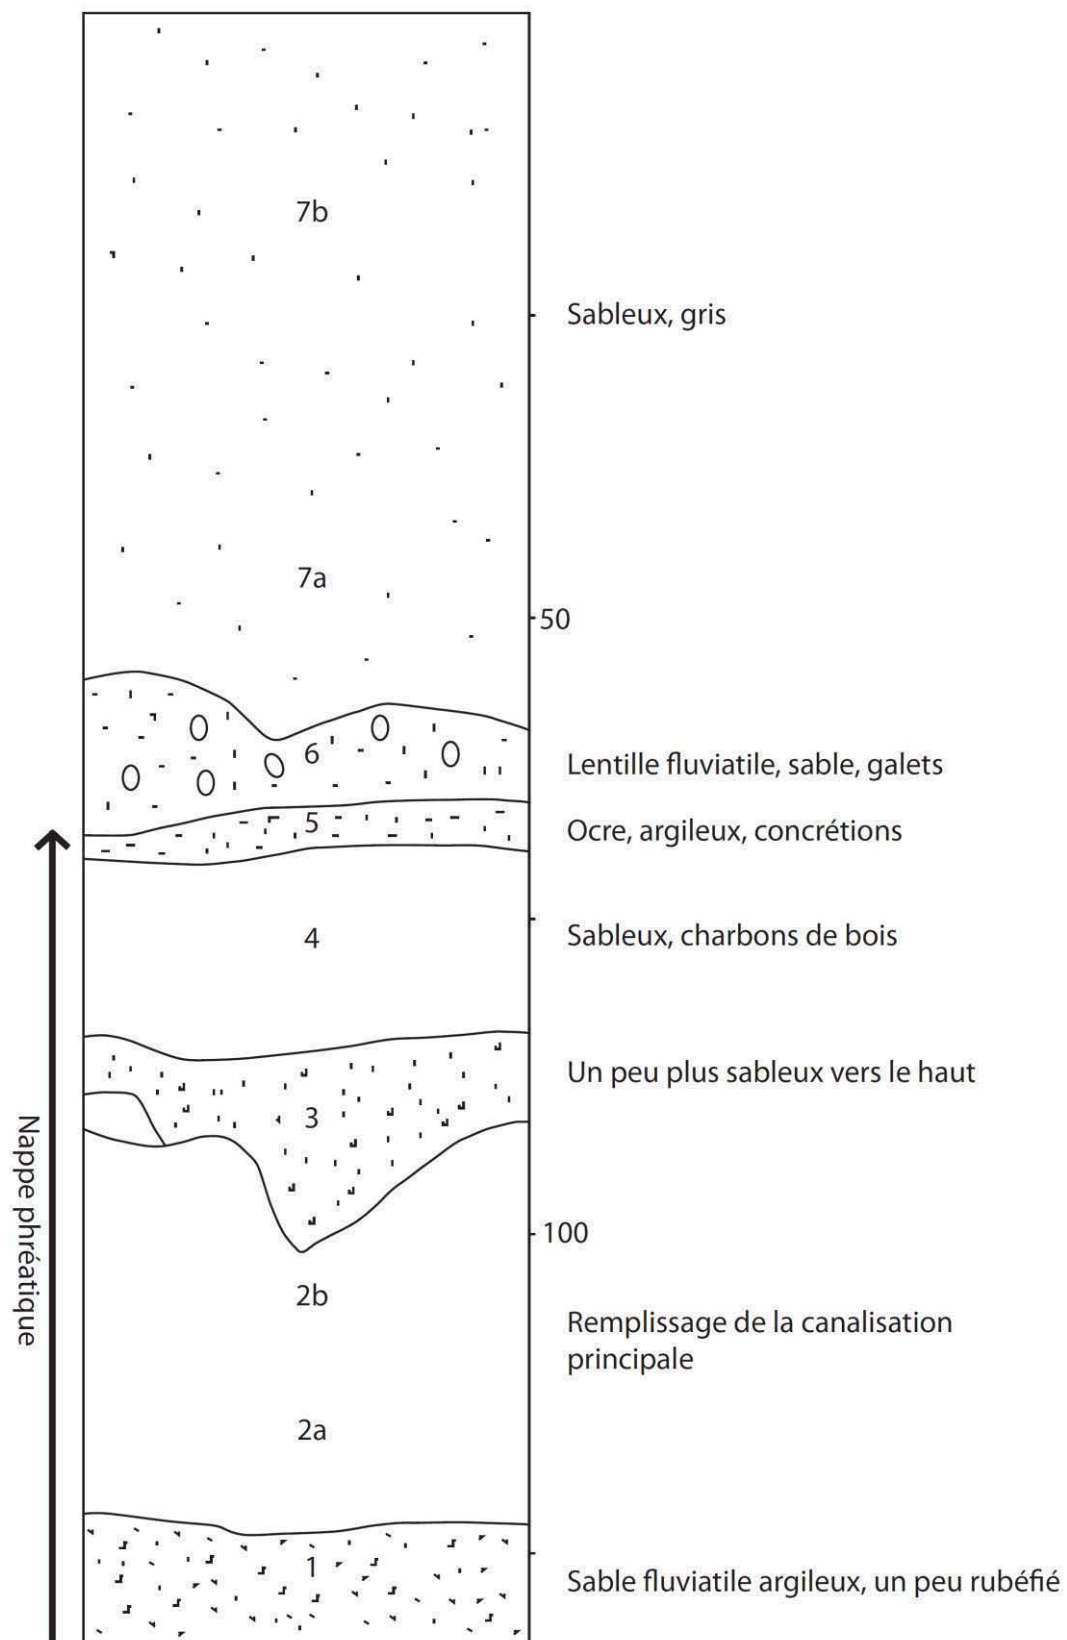 7b
Sableux, gris
7a
50
6
Lentille fluviatile, sable, galets
5
Ocre, argileux, concrétions
4
Sableux, charbons de bois
Un peu plus sableux vers le haut
3
Nappe phréatique
100
2b
Remplissage de la canalisation
principale
2a
1
Sable fluviatile argileux, un peu rubéfié